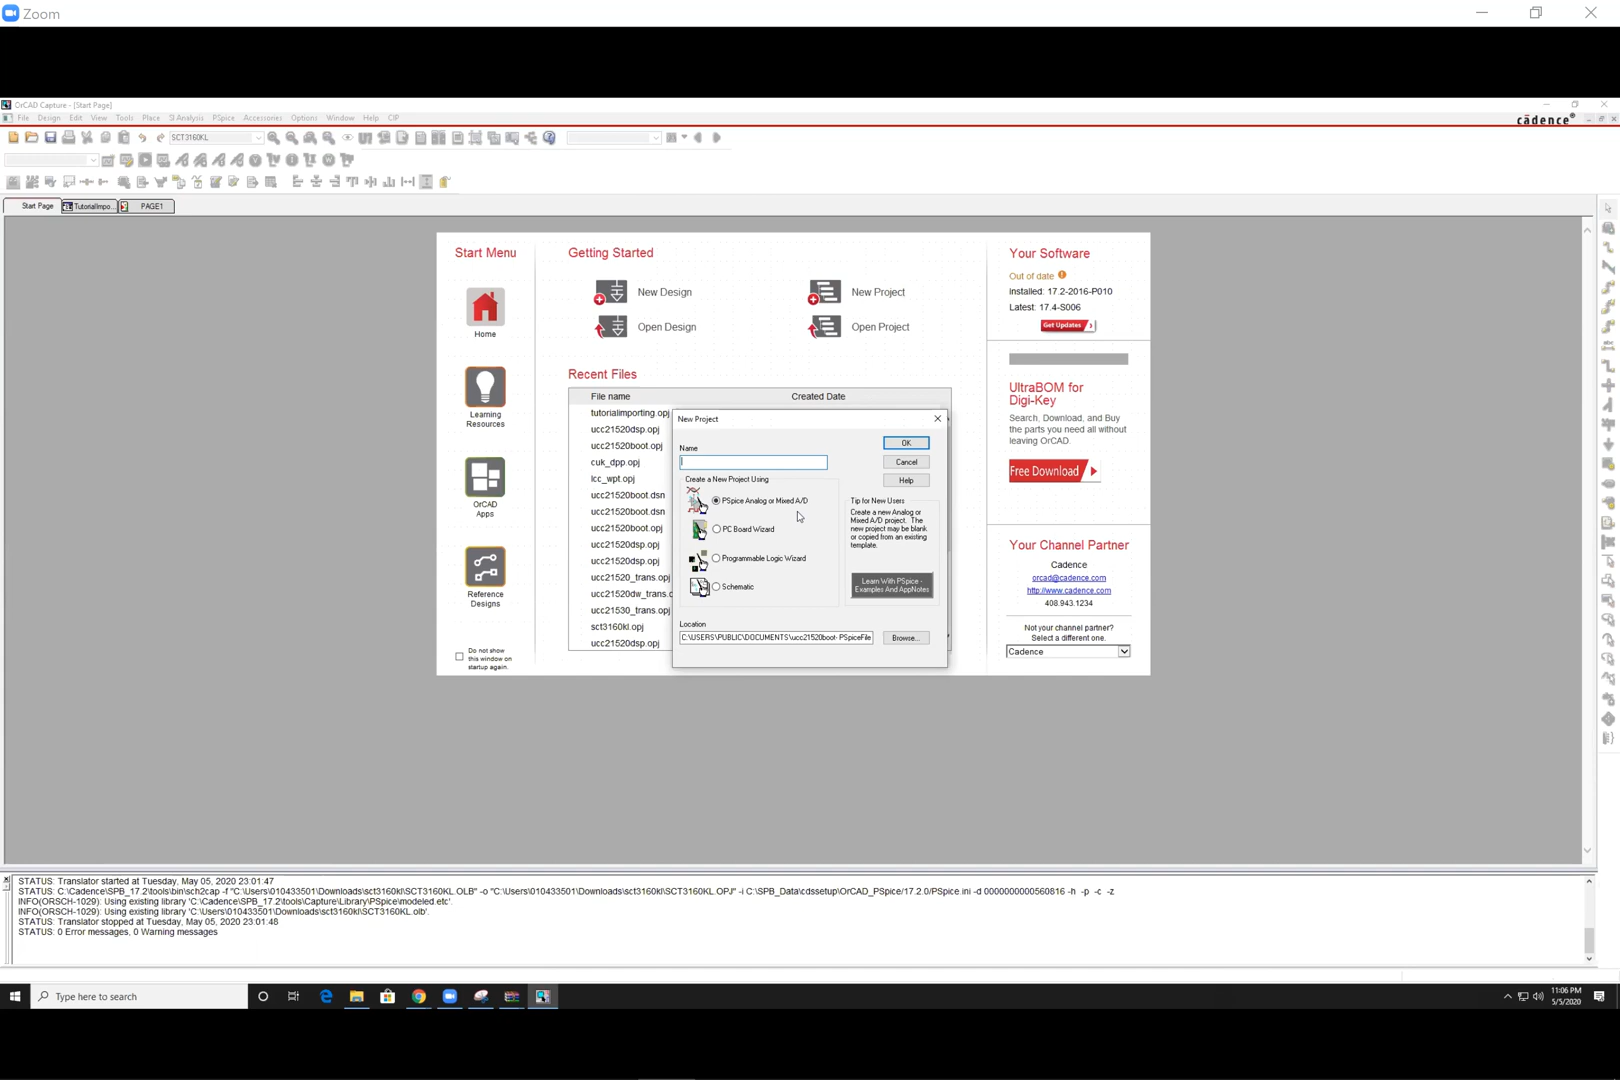 Zoom
OrCAD Capture - [Start Page]
File Design Edit View Tools Place SI Analysis PSpice Accessories Options Window Help CIP
cādence®
SCT3160KL
Start Page
TutorialImpo...
PAGE1
Start Menu
Home
Learning
Resources
OrCAD
Apps
Reference
Designs
Do not show
this window on
startup again.
Getting Started
New Design
New Project
Open Design
Open Project
Recent Files
File name
Created Date
tutorialimporting.opj
ucc21520dsp.opj
ucc21520boot.opj
cuk_dpp.opj
lcc_wpt.opj
ucc21520boot.dsn
ucc21520boot.dsn
ucc21520boot.opj
ucc21520dsp.opj
ucc21520dsp.opj
ucc21520_trans.opj
ucc21520dw_trans.c
ucc21530_trans.opj
sct3160kl.opj
ucc21520dsp.opj
New Project
Name
OK
Cancel
Help
Create a New Project Using
PSpice Analog or Mixed A/D
PC Board Wizard
Programmable Logic Wizard
Schematic
Tip for New Users
Create a new Analog or
Mixed A/D project. The
new project may be blank
or copied from an existing
template.
Learn With PSpice -
Examples And AppNotes
Location
C:\USERS\PUBLIC\DOCUMENTS\ucc21520boot- PSpiceFile
Browse...
Your Software
Out of date
Installed: 17.2-2016-P010
Latest: 17.4-S006
Get Updates
UltraBOM for
Digi-Key
Search, Download, and Buy
the parts you need all without
leaving OrCAD.
Free Download
Your Channel Partner
Cadence
orcad@cadence.com
http://www.cadence.com
408.943.1234
Not your channel partner?
Select a different one.
Cadence
STATUS: Translator started at Tuesday, May 05, 2020 23:01:47
STATUS: C:\Cadence\SPB_17.2\tools\bin\sch2cap -f "C:\Users\010433501\Downloads\sct3160kl\SCT3160KL.OLB" -o "C:\Users\010433501\Downloads\sct3160kl\SCT3160KL.OPJ" -i C:\SPB_Data\cdssetup\OrCAD_PSpice/17.2.0/PSpice.ini -d 0000000000560816 -h -p -c -z
INFO(ORSCH-1029): Using existing library 'C:\Cadence\SPB_17.2\tools\Capture\Library\PSpice\modeled.etc'.
INFO(ORSCH-1029): Using existing library 'C:\Users\010433501\Downloads\sct3160kl\SCT3160KL.olb'.
STATUS: Translator stopped at Tuesday, May 05, 2020 23:01:48
STATUS: 0 Error messages, 0 Warning messages
Type here to search
11:06 PM
5/5/2020